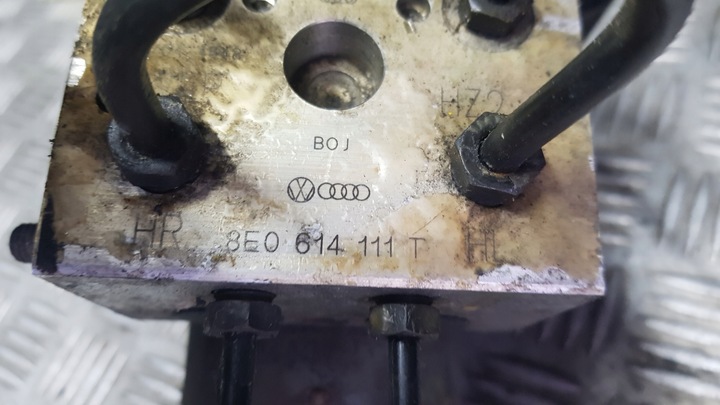 HZ2
BOJ
HR
HL
8E0 614 111 T